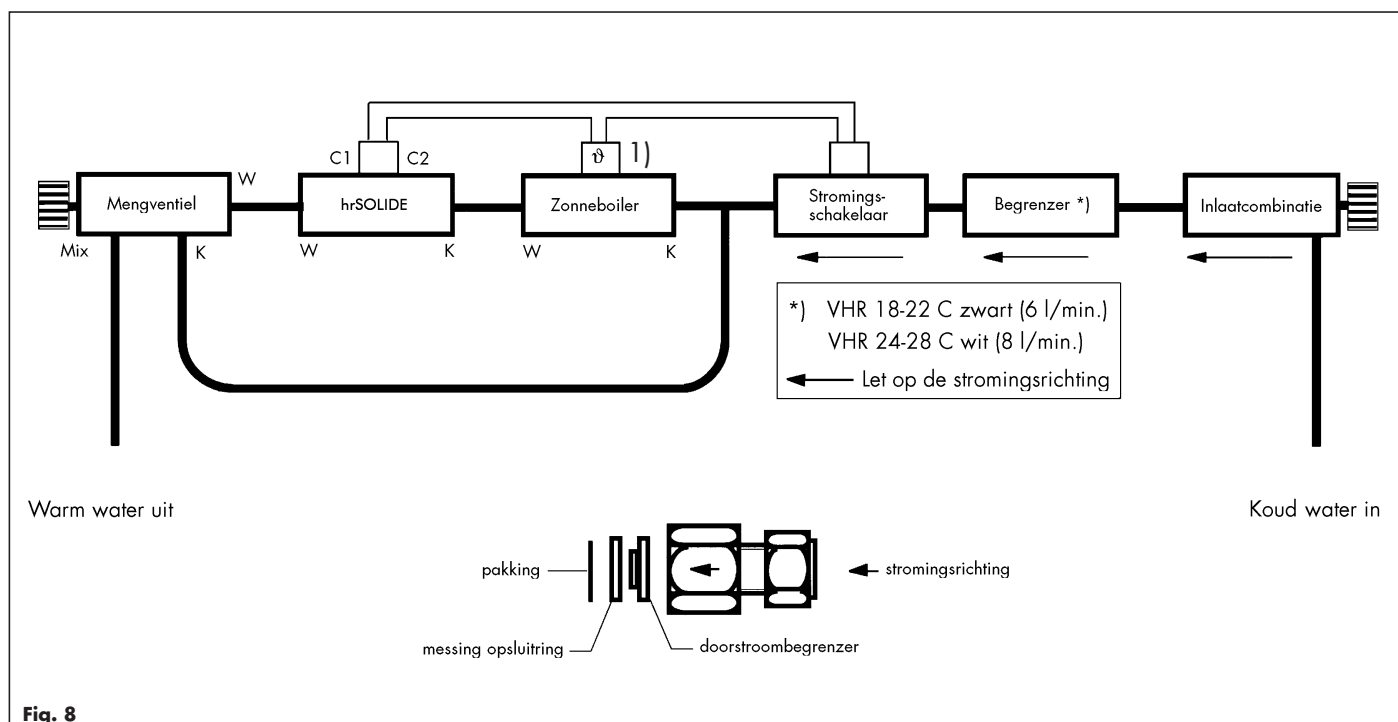 C1
C2
ϑ
1)
W
Mengventiel
hrSOLIDE
Zonneboiler
Stromings-
schakelaar
Begrenzer *)
Inlaatcombinatie
Mix
K
W
K
W
K
*) VHR 18-22 C zwart (6 l/min.)
VHR 24-28 C wit (8 l/min.)
Let op de stromingsrichting
Warm water uit
Koud water in
pakking
stromingsrichting
messing opsluitring
doorstroombegrenzer
Fig. 8